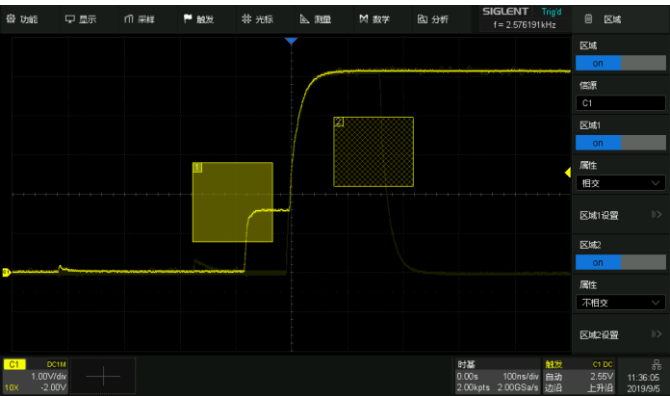 功能 显示 采样 触发 光标 测量 数学 分析
SIGLENT Trig'd
f = 2.576191kHz
区域
区域
on
信源
C1
区域1
on
属性
相交
区域1设置
区域2
on
属性
不相交
区域2设置
1
2
C1 DC1M
1.00V/div
10X -2.00V
时基
0.00s 100ns/div
2.00kpts 2.00GSa/s
触发 C1 DC
自动 2.55V
边沿 上升沿
11:36:05
2019/9/5